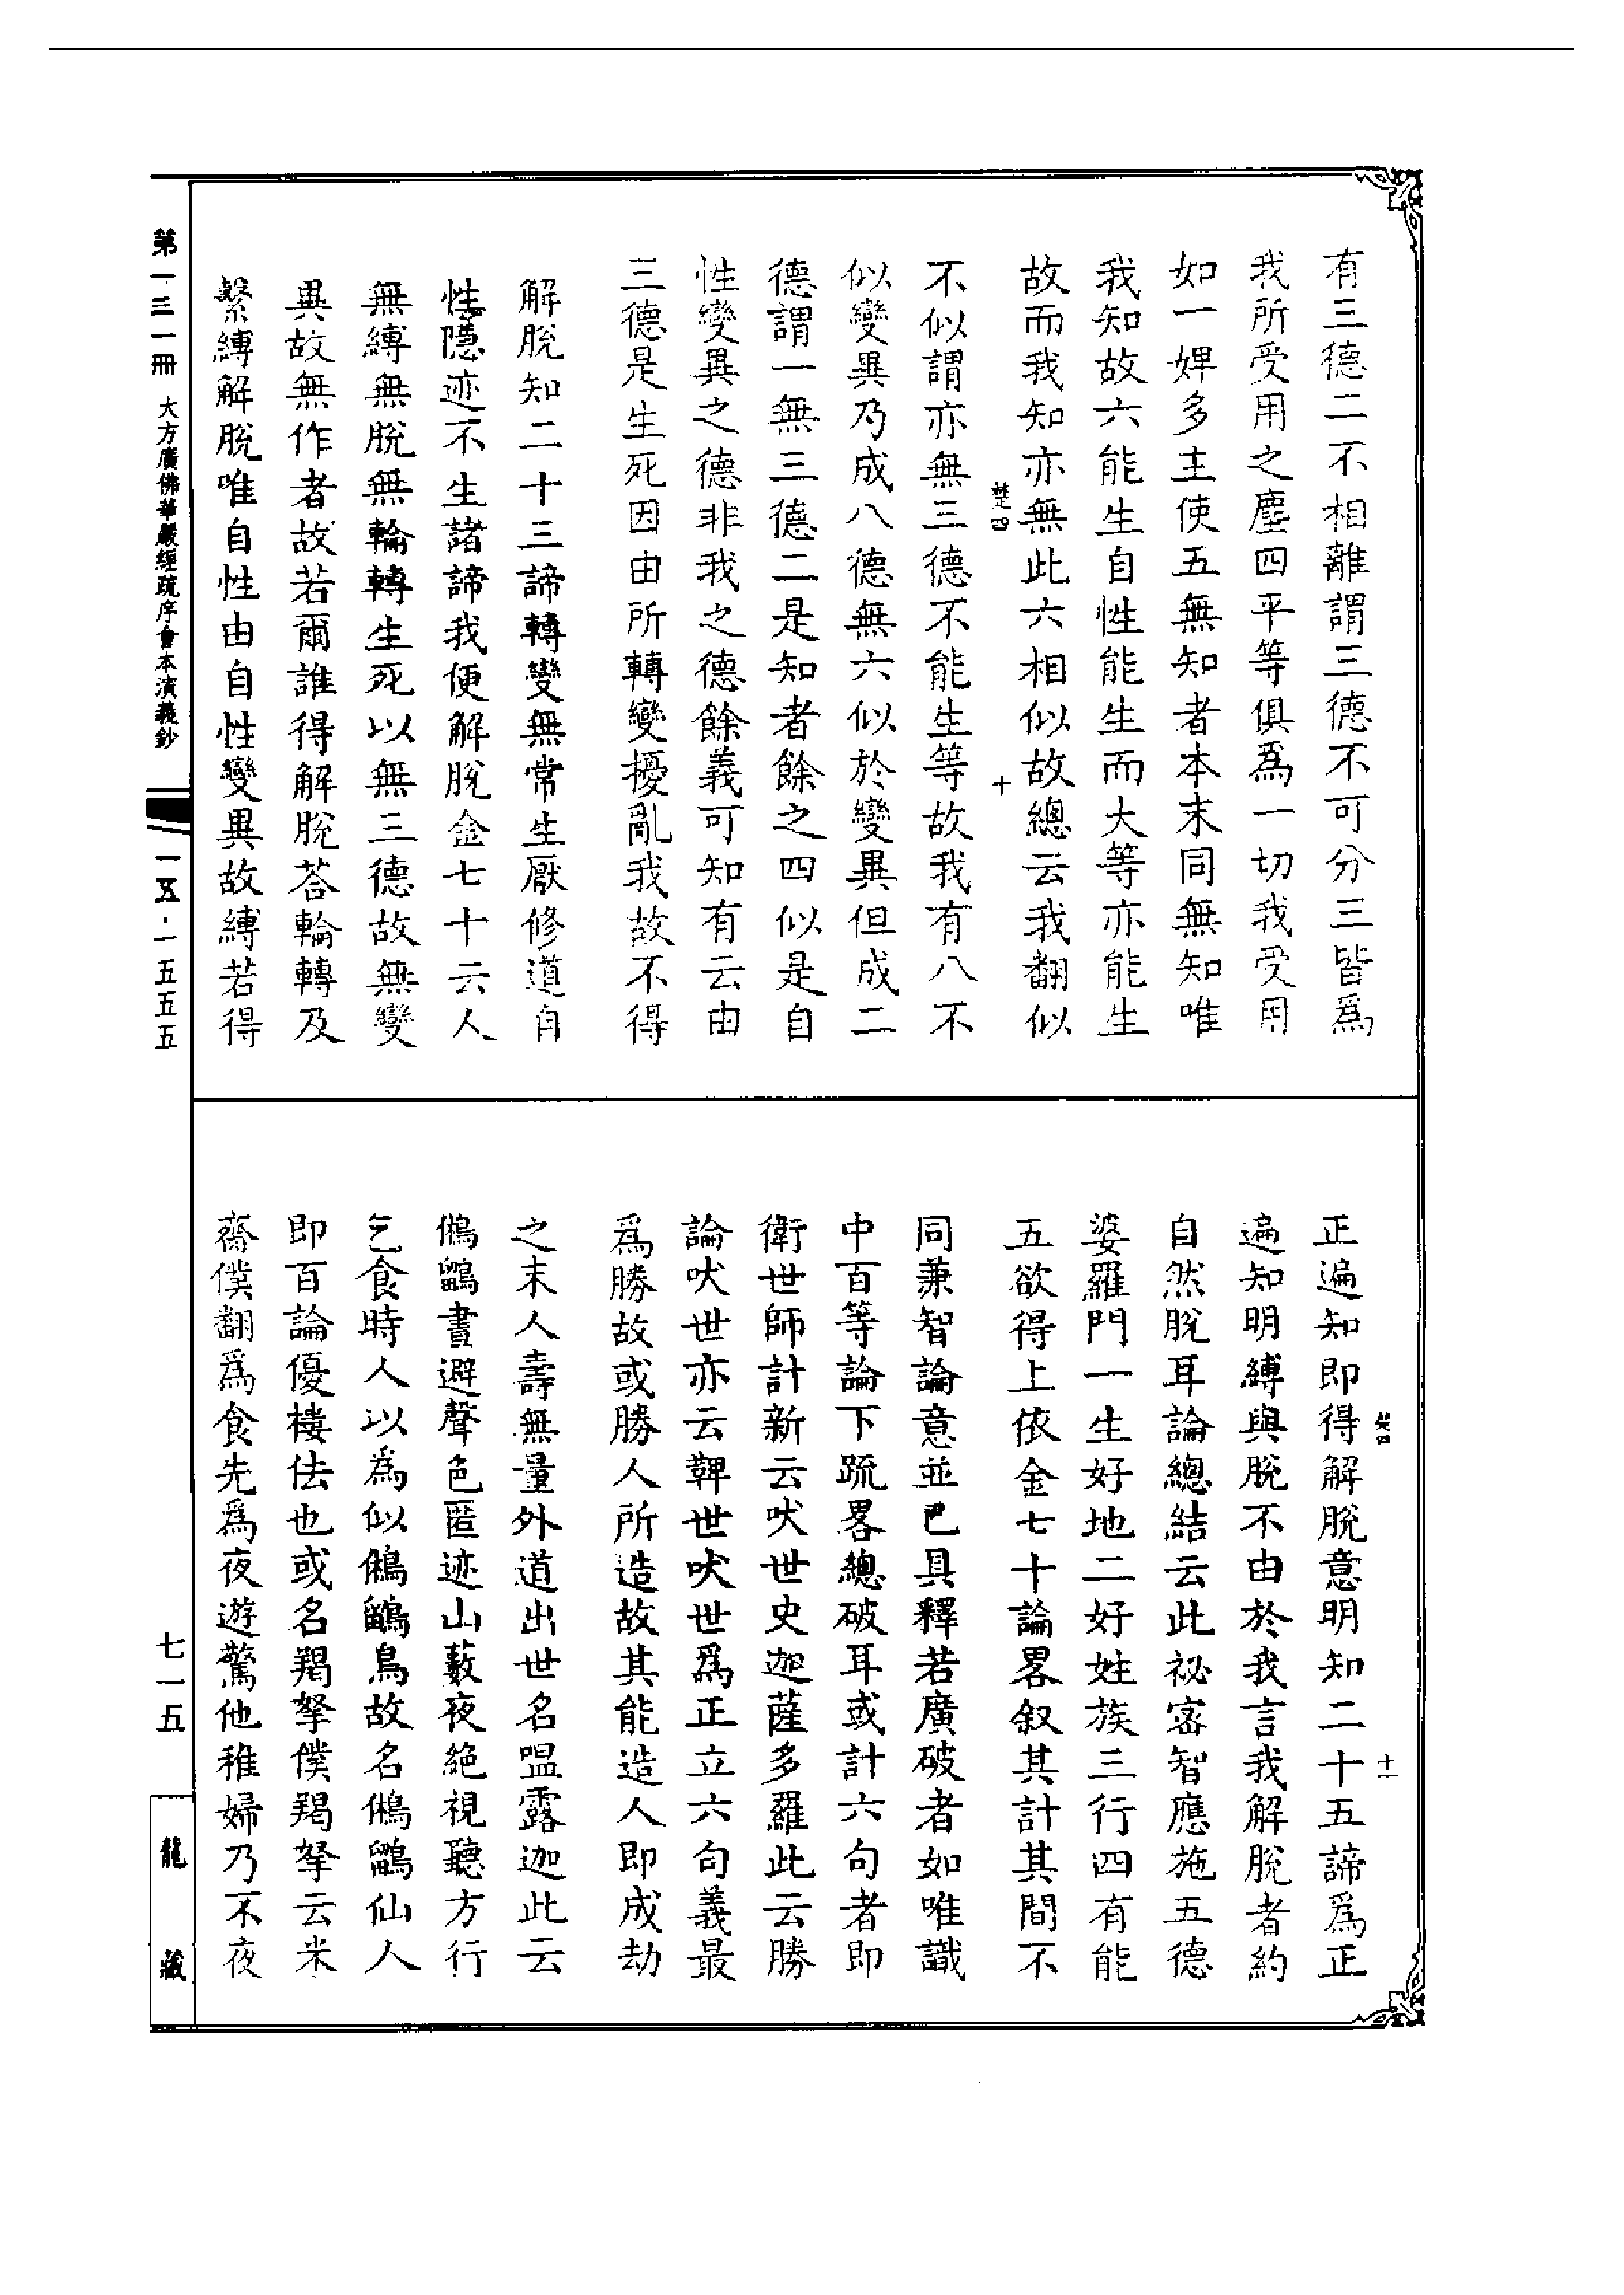 有三德二不相離謂三德不可分三皆爲
我所受用之塵四平等俱爲一切我受用
如一婢多主使五無知者本末同無知唯
我知故六能生自性能生而大等亦能生
故而我知亦無此六相似故總云我翻似
楚四
十
不似謂亦無三德不能生等故我有八不
似變異乃成八德無六似於變異但成二
德謂一無三德二是知者餘之四似是自
性變異之德非我之德餘義可知有云由
三德是生死因由所轉變擾亂我故不得
解脫知二十三諦轉變無常生厭修道自
性隱迹不生諸諦我便解脫金七十云人
無縛無脫無輪轉生死以無三德故無變
異故無作者故若爾誰得解脫荅輪轉及
繫縛解脫唯自性由自性變異故縛若得
正遍知即得解脫意明知二十五諦爲正
楚四
十一
遍知明縛與脫不由於我言我解脫者約
自然脫耳論總結云此祕密智應施五德
婆羅門一生好地二好姓族三行四有能
五欲得上依金七十論畧叙其計其間不
同兼智論意並已具釋若廣破者如唯識
中百等論下䟽畧總破耳或計六句者即
衛世師計新云吠世史迦薩多羅此云勝
論吠世亦云鞞世吠世爲正立六句義最
爲勝故或勝人所造故其能造人即成劫
之末人壽無量外道出世名嗢露迦此云
鵂鶹晝避聲色匿迹山藪夜絕視聽方行
乞食時人以爲似鵂鶹鳥故名鵂鶹仙人
即百論優樓佉也或名羯拏僕羯拏云米
齋僕翻爲食先爲夜遊驚他稚婦乃不夜
第一三一冊 大方廣佛華嚴經疏序會本演義鈔
一五·一五五五
七一五
龍藏